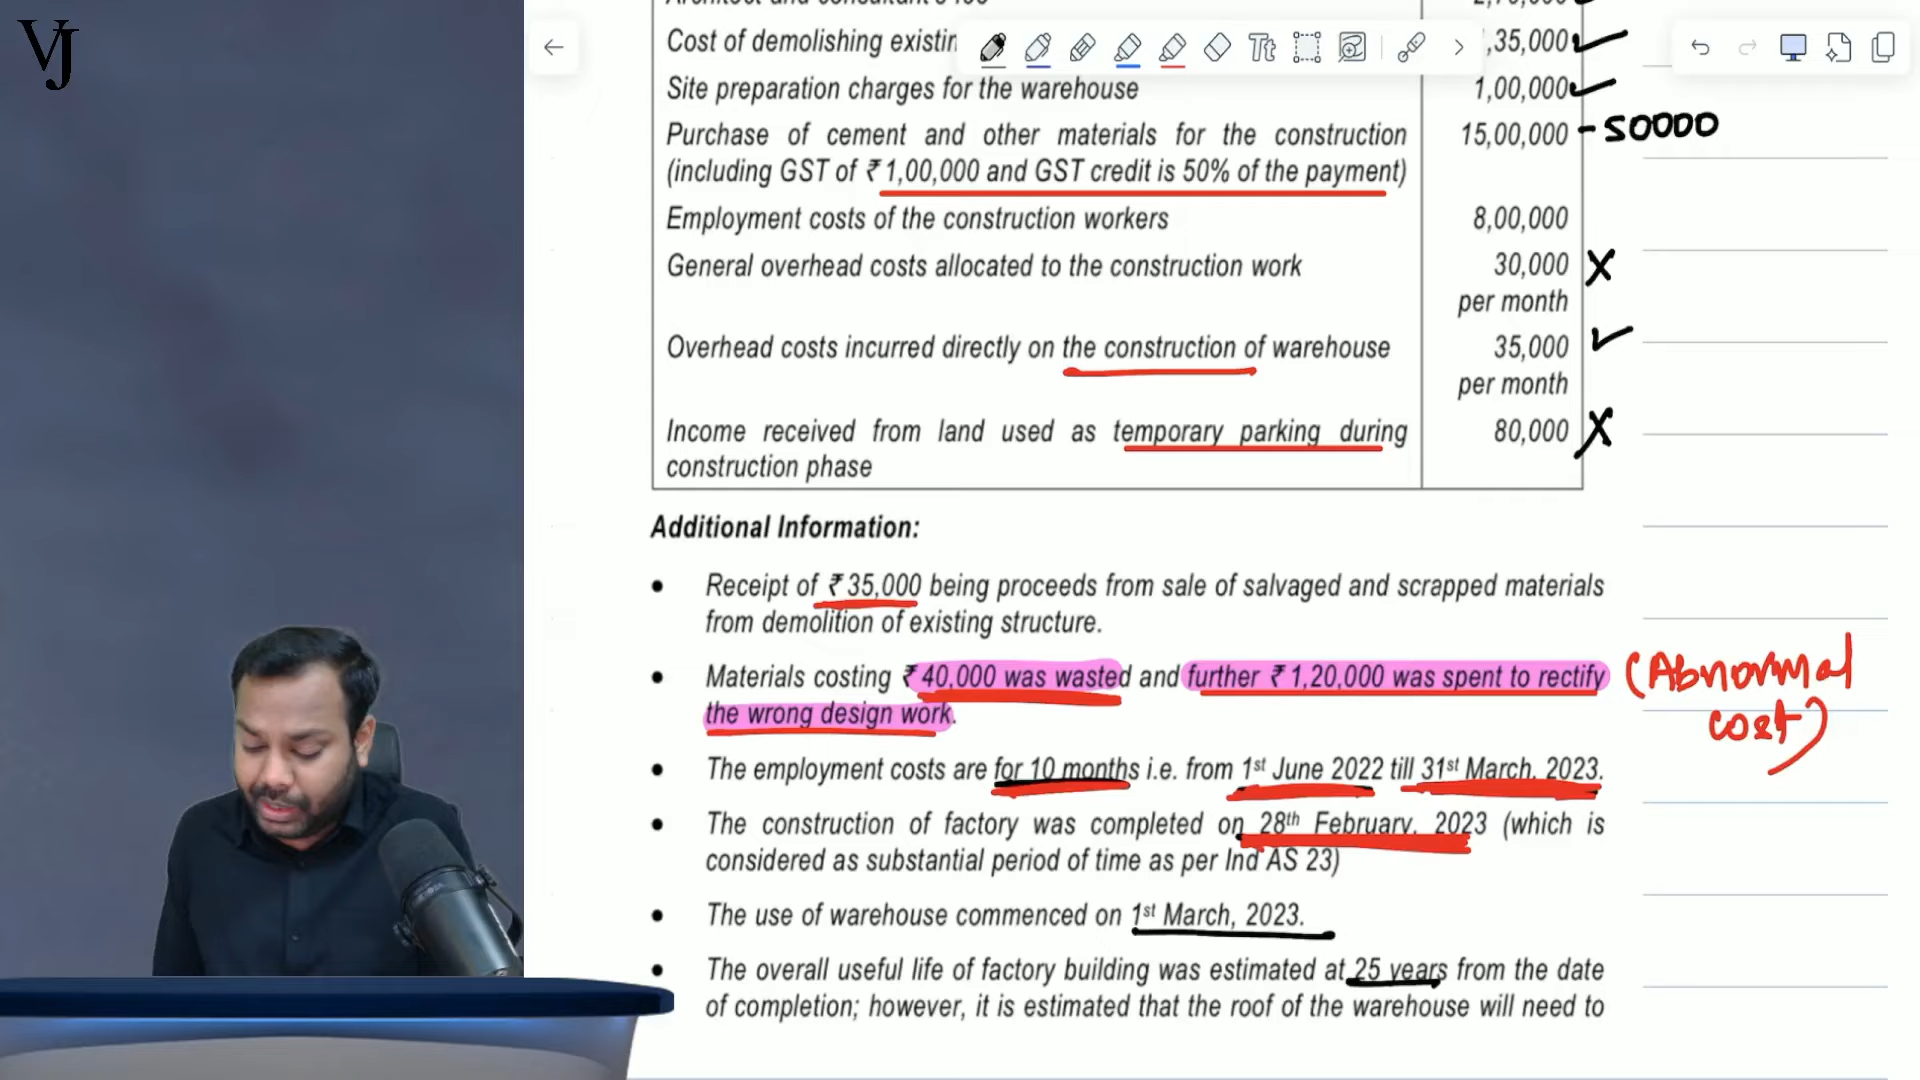 VJ
Cost of demolishing existin
,35,000
Site preparation charges for the warehouse 1,00,000
Purchase of cement and other materials for the construction 15,00,000 - 50000
(including GST of ₹ 1,00,000 and GST credit is 50% of the payment)
Employment costs of the construction workers 8,00,000
General overhead costs allocated to the construction work 30,000 X
per month
Overhead costs incurred directly on the construction of warehouse 35,000
per month
Income received from land used as temporary parking during 80,000 X
construction phase
Additional Information:
• Receipt of ₹ 35,000 being proceeds from sale of salvaged and scrapped materials
from demolition of existing structure.
• Materials costing ₹ 40,000 was wasted and further ₹ 1,20,000 was spent to rectify (Abnormal
the wrong design work. cost)
• The employment costs are for 10 months i.e. from 1st June 2022 till 31st March, 2023.
• The construction of factory was completed on 28th February, 2023 (which is
considered as substantial period of time as per Ind AS 23)
• The use of warehouse commenced on 1st March, 2023.
• The overall useful life of factory building was estimated at 25 years from the date
of completion; however, it is estimated that the roof of the warehouse will need to